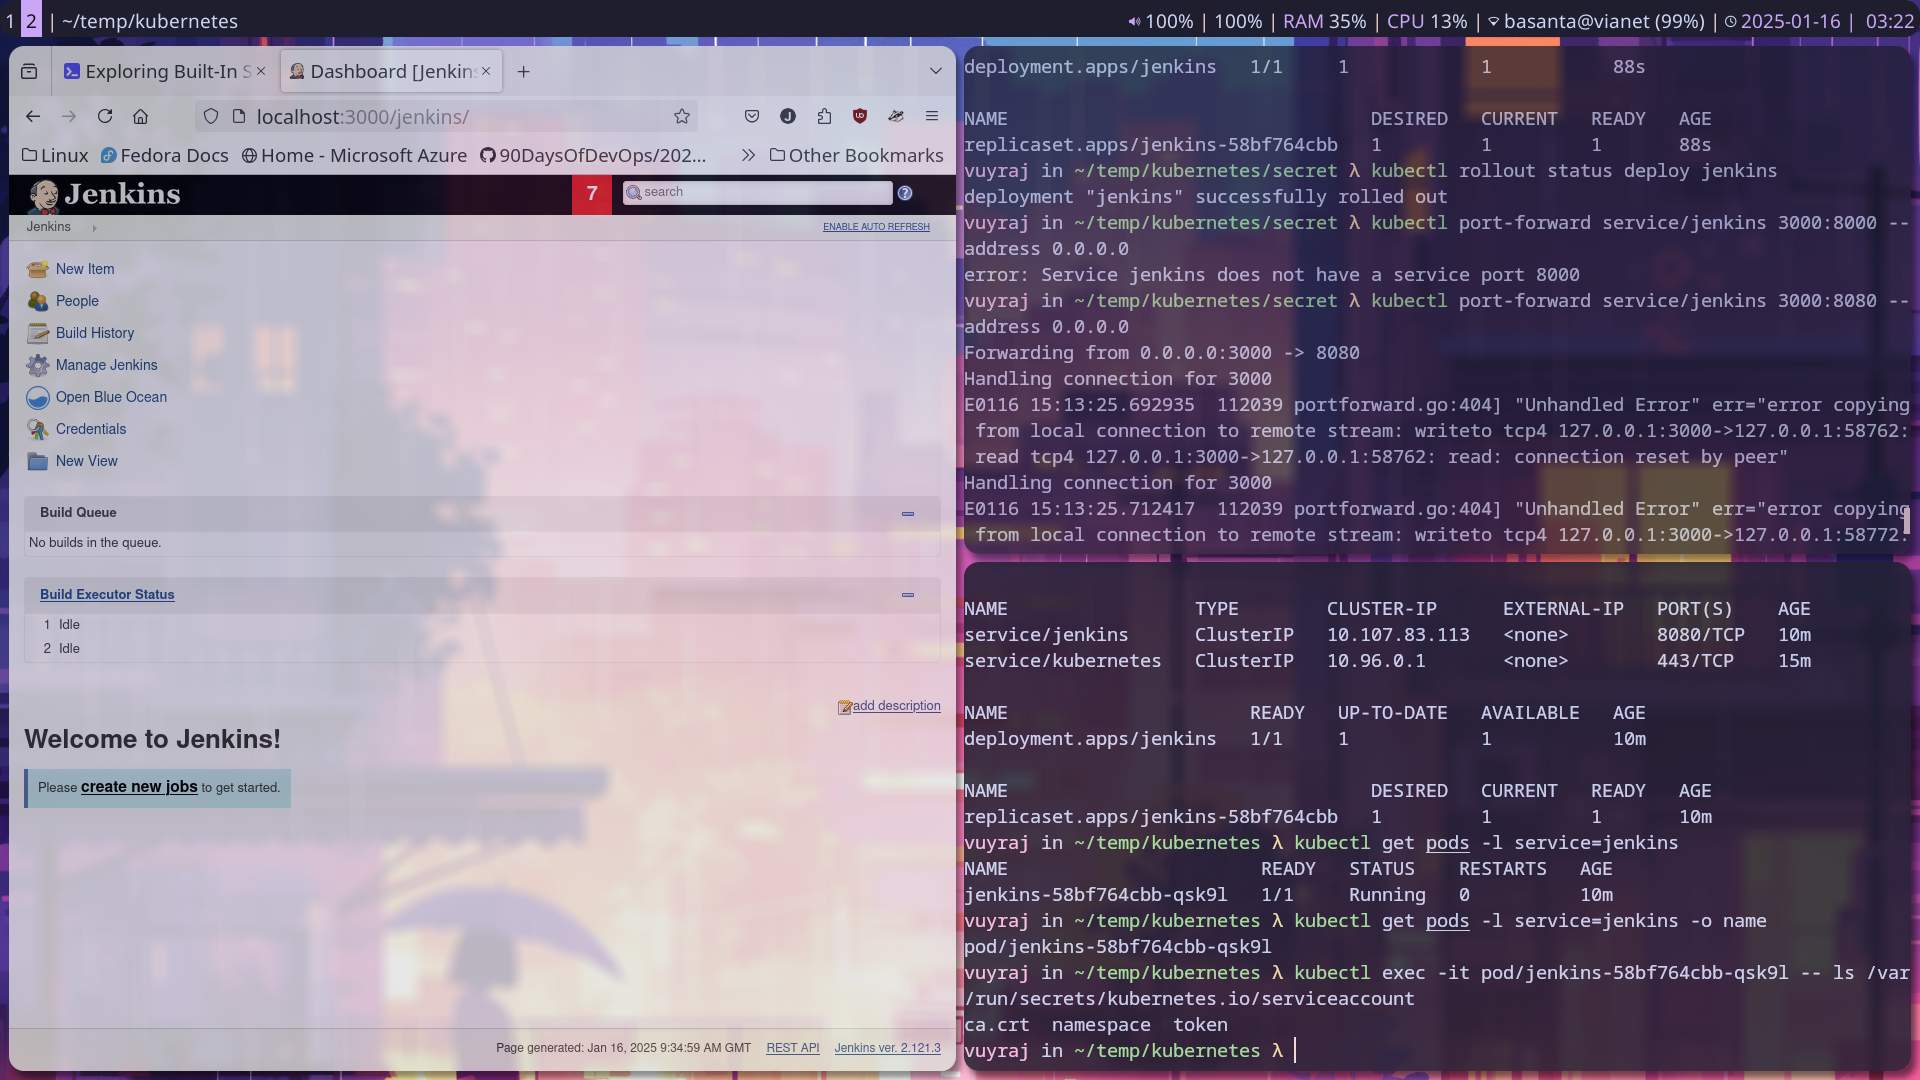 1 2 | ~/temp/kubernetes
100% | 100% | RAM 35% | CPU 13% | basanta@vianet (99%) | 2025-01-16 | 03:22
Exploring Built-In S
Dashboard [Jenkins
localhost:3000/jenkins/
Linux Fedora Docs Home - Microsoft Azure 90DaysOfDevOps/202... Other Bookmarks
Jenkins 7 search
Jenkins ENABLE AUTO REFRESH
New Item
People
Build History
Manage Jenkins
Open Blue Ocean
Credentials
New View
Build Queue
No builds in the queue.
Build Executor Status
1 Idle
2 Idle
add description
Welcome to Jenkins!
Please create new jobs to get started.
Page generated: Jan 16, 2025 9:34:59 AM GMT REST API Jenkins ver. 2.121.3
deployment.apps/jenkins 1/1 1 1 88s
NAME DESIRED CURRENT READY AGE
replicaset.apps/jenkins-58bf764cbb 1 1 1 88s
vuyraj in ~/temp/kubernetes/secret λ kubectl rollout status deploy jenkins
deployment "jenkins" successfully rolled out
vuyraj in ~/temp/kubernetes/secret λ kubectl port-forward service/jenkins 3000:8000 --
address 0.0.0.0
error: Service jenkins does not have a service port 8000
vuyraj in ~/temp/kubernetes/secret λ kubectl port-forward service/jenkins 3000:8080 --
address 0.0.0.0
Forwarding from 0.0.0.0:3000 -> 8080
Handling connection for 3000
E0116 15:13:25.692935 112039 portforward.go:404] "Unhandled Error" err="error copying
from local connection to remote stream: writeto tcp4 127.0.0.1:3000->127.0.0.1:58762:
read tcp4 127.0.0.1:3000->127.0.0.1:58762: read: connection reset by peer"
Handling connection for 3000
E0116 15:13:25.712417 112039 portforward.go:404] "Unhandled Error" err="error copying
from local connection to remote stream: writeto tcp4 127.0.0.1:3000->127.0.0.1:58772:
NAME TYPE CLUSTER-IP EXTERNAL-IP PORT(S) AGE
service/jenkins ClusterIP 10.107.83.113 <none> 8080/TCP 10m
service/kubernetes ClusterIP 10.96.0.1 <none> 443/TCP 15m
NAME READY UP-TO-DATE AVAILABLE AGE
deployment.apps/jenkins 1/1 1 1 10m
NAME DESIRED CURRENT READY AGE
replicaset.apps/jenkins-58bf764cbb 1 1 1 10m
vuyraj in ~/temp/kubernetes λ kubectl get pods -l service=jenkins
NAME READY STATUS RESTARTS AGE
jenkins-58bf764cbb-qsk9l 1/1 Running 0 10m
vuyraj in ~/temp/kubernetes λ kubectl get pods -l service=jenkins -o name
pod/jenkins-58bf764cbb-qsk9l
vuyraj in ~/temp/kubernetes λ kubectl exec -it pod/jenkins-58bf764cbb-qsk9l -- ls /var
/run/secrets/kubernetes.io/serviceaccount
ca.crt namespace token
vuyraj in ~/temp/kubernetes λ